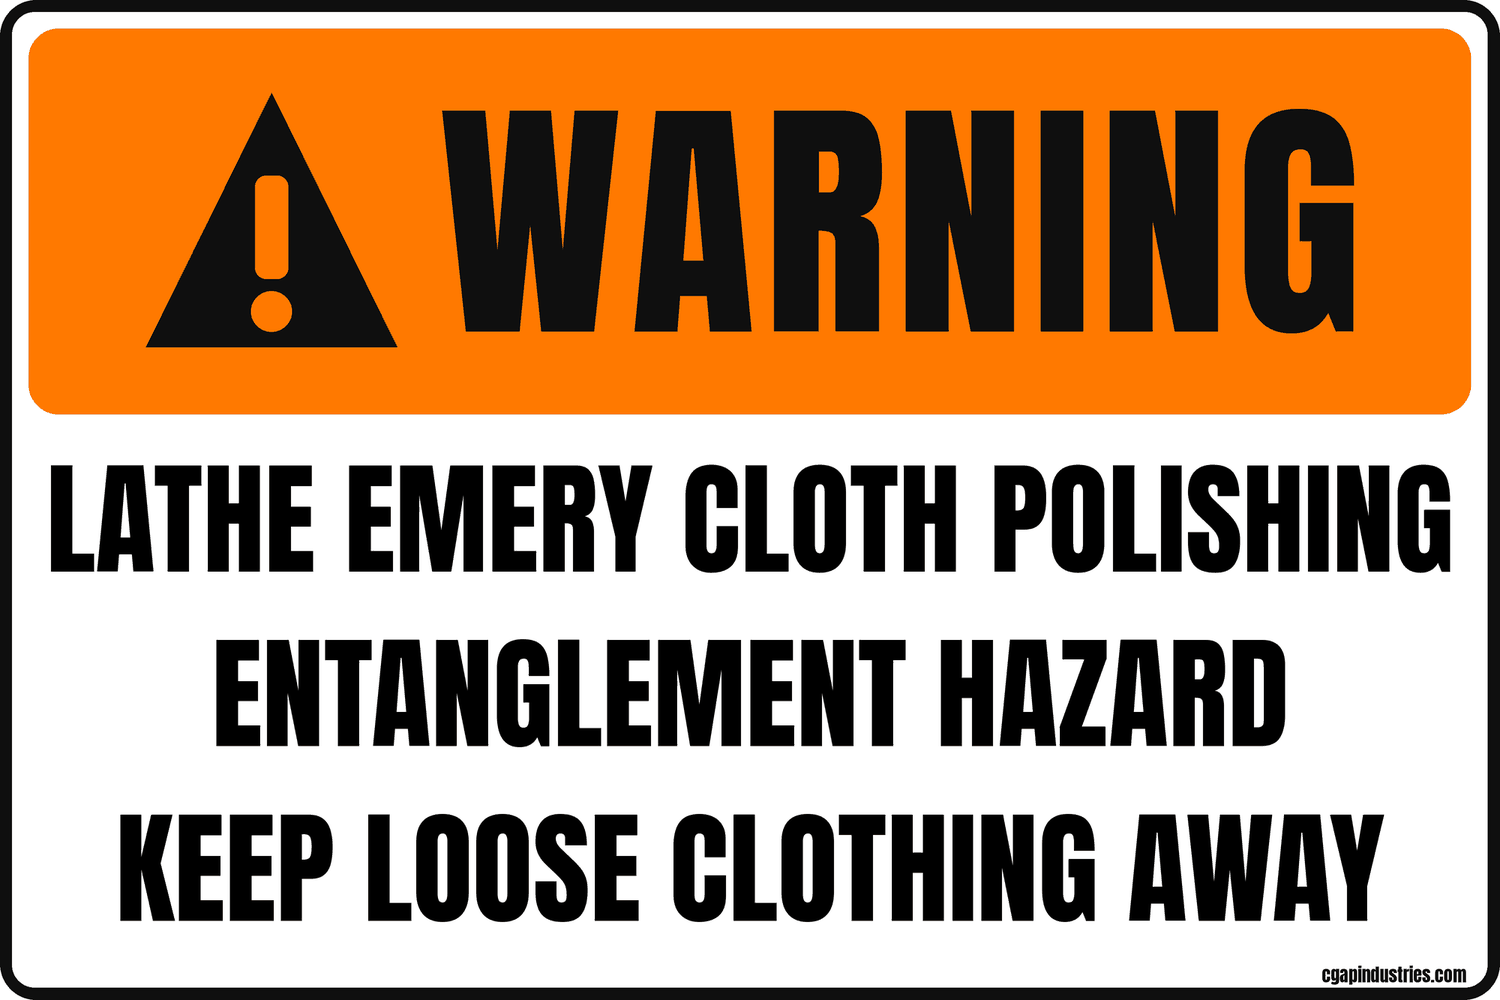 WARNING
LATHE EMERY CLOTH POLISHING
ENTANGLEMENT HAZARD
KEEP LOOSE CLOTHING AWAY
cgapindustries.com